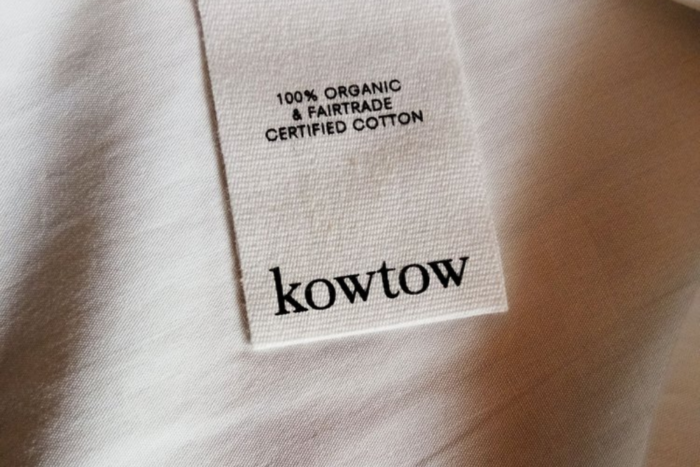 100% ORGANIC
& FAIRTRADE
CERTIFIED COTTON
kowtow